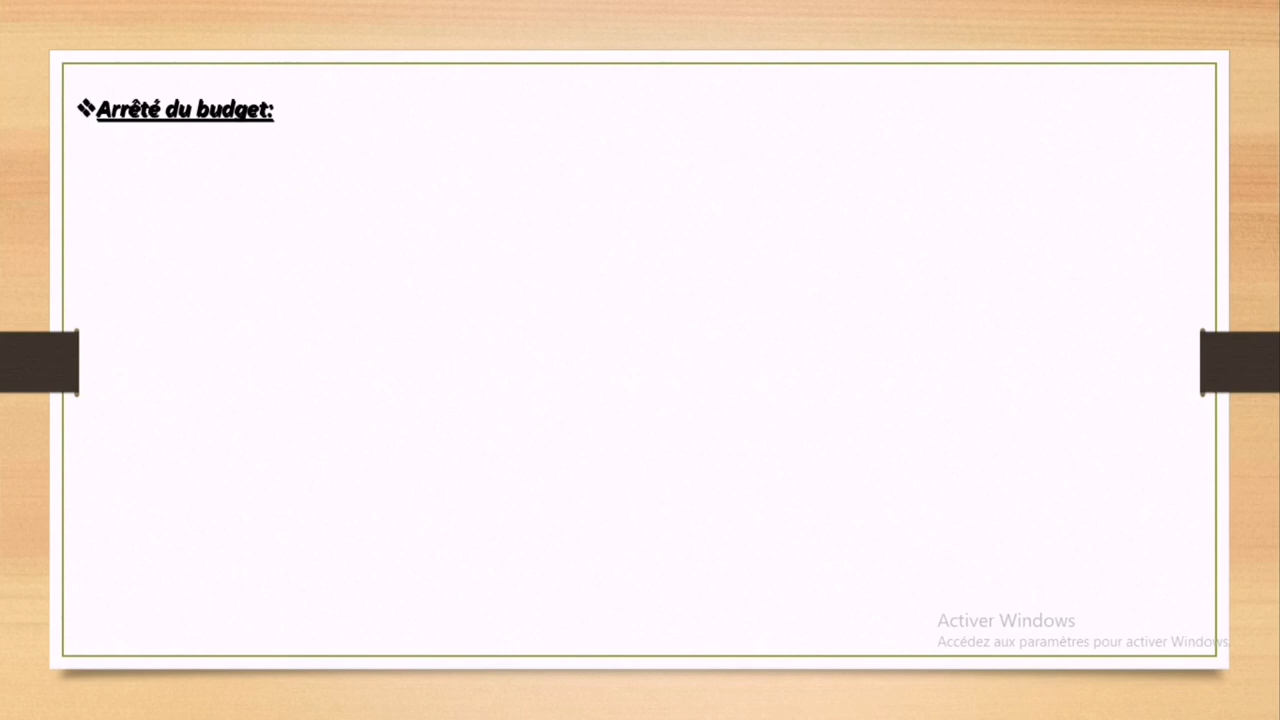 ❖Arrêté du budget:
Activer Windows
Accédez aux paramètres pour activer Windows